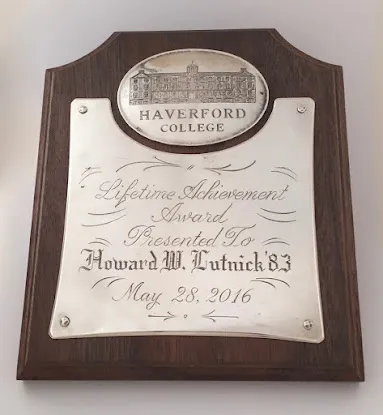 HAVERFORD
COLLEGE
Lifetime Achievement
Award
Presented To
Howard W. Lutnick '83
May 28, 2016